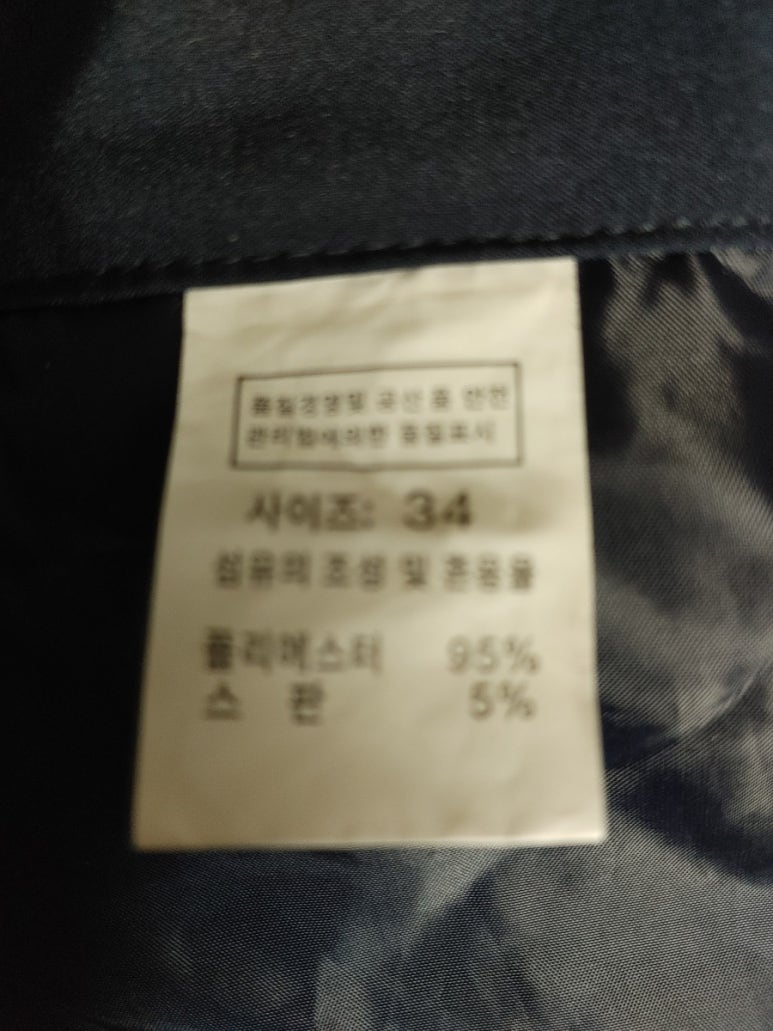 품질경영및 공산품 안전
관리법에의한 품질표시
사이즈: 34
섬유의 조성 및 혼용율
폴리에스터 95%
스 판 5%